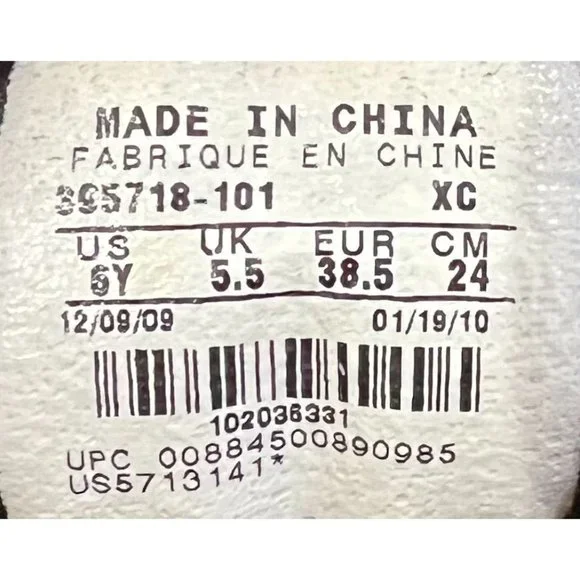 MADE IN CHINA
FABRIQUE EN CHINE
395718-101 XC
US UK EUR CM
6Y 5.5 38.5 24
12/09/09 01/19/10
102036331
UPC 00884500890985
US5713141*